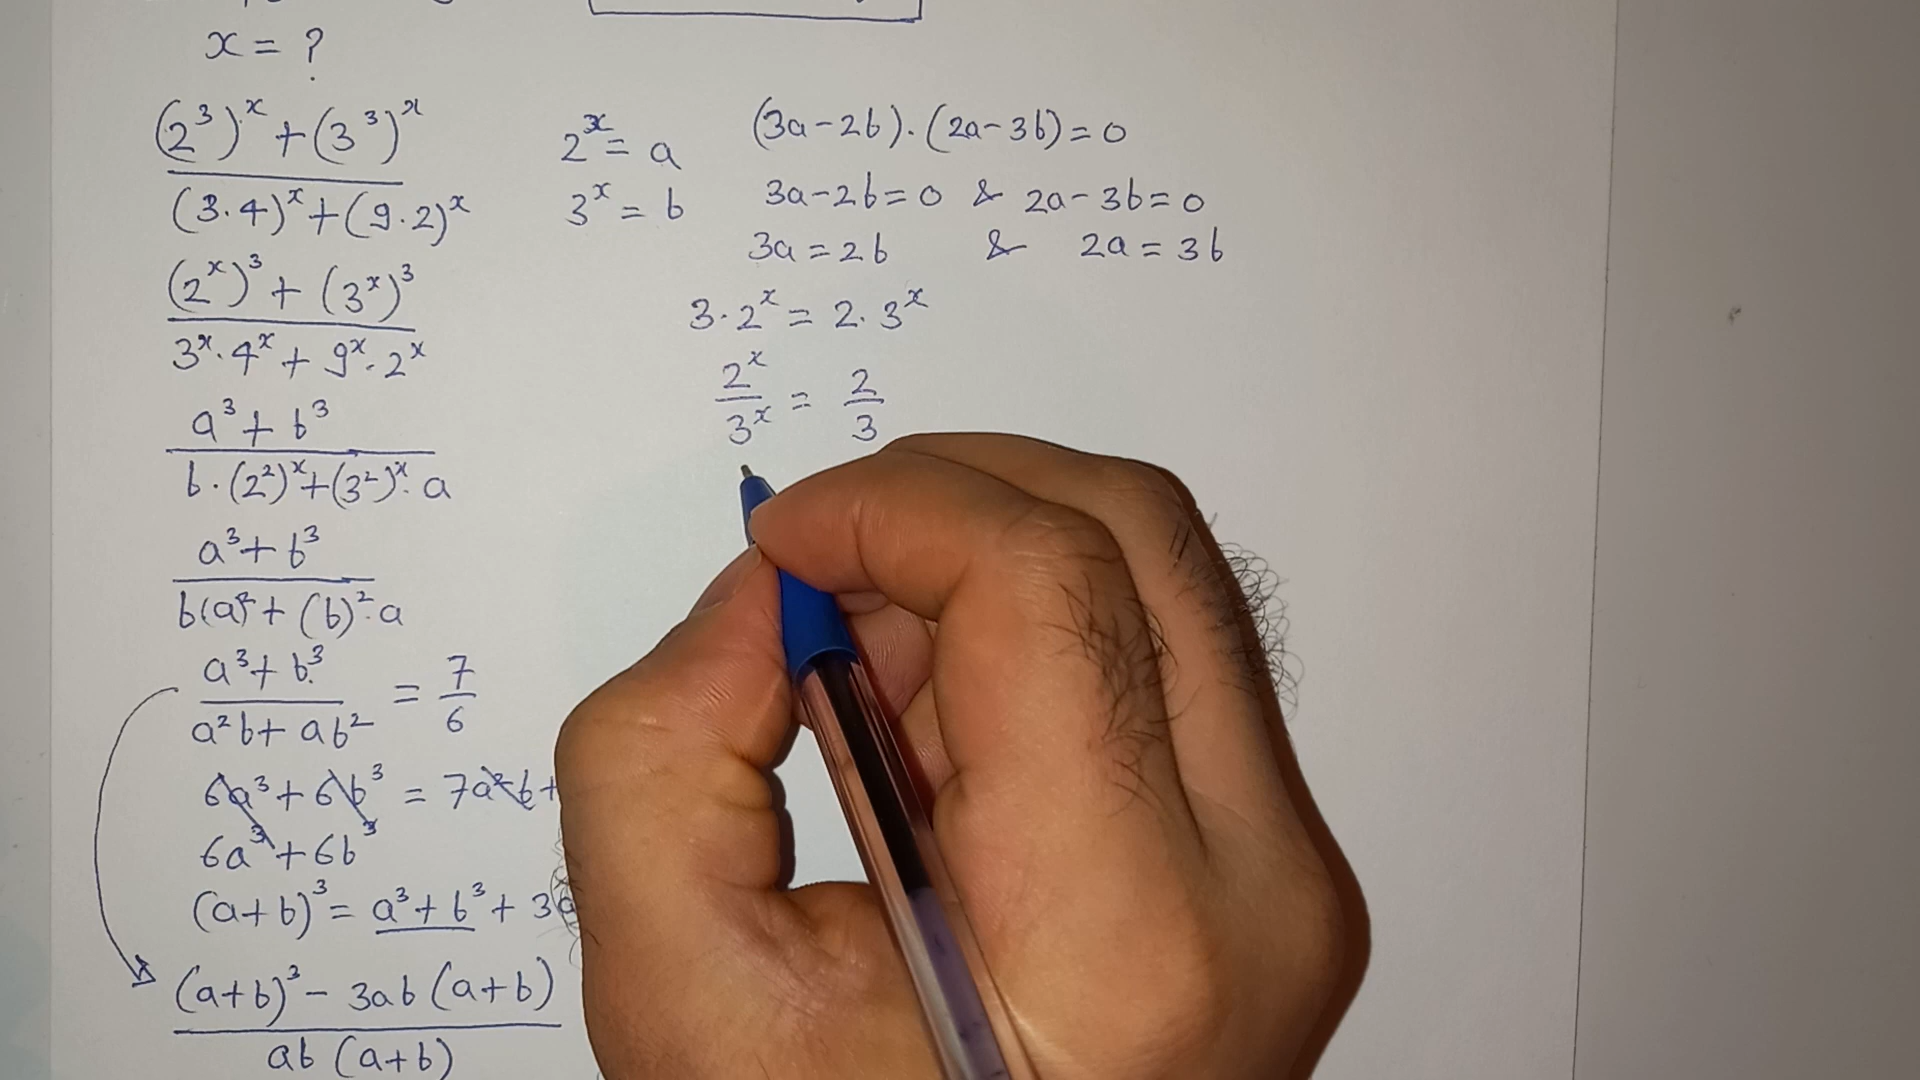 x = ?
(2³)ˣ + (3³)ˣ
(3.4)ˣ + (9.2)ˣ
(2ˣ)³ + (3ˣ)³
3ˣ.4ˣ + 9ˣ.2ˣ
a³ + b³
b.(2²)ˣ + (3²)ˣ.a
a³ + b³
b(a)² + (b)².a
a³ + b³
a²b + ab²
= 7/6
6a³ + 6b³ = 7a²b +
6a³ + 6b³
(a+b)³ = a³ + b³ + 3a
(a+b)³ - 3ab (a+b)
ab (a+b)
2ˣ = a
3ˣ = b
(3a-2b).(2a-3b) = 0
3a-2b = 0 & 2a-3b = 0
3a = 2b & 2a = 3b
3.2ˣ = 2.3ˣ
2ˣ/3ˣ = 2/3